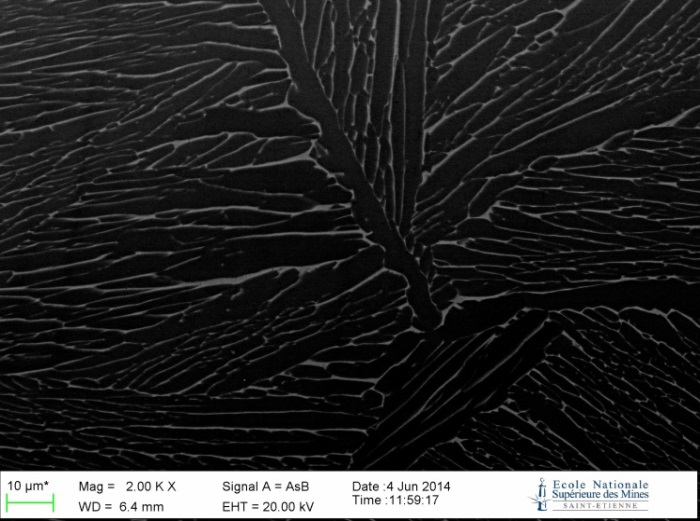 10 µm*
Mag = 2.00 K X
WD = 6.4 mm
Signal A = AsB
EHT = 20.00 kV
Date :4 Jun 2014
Time :11:59:17
Ecole Nationale
Supérieure des Mines
SAINT-ETIENNE